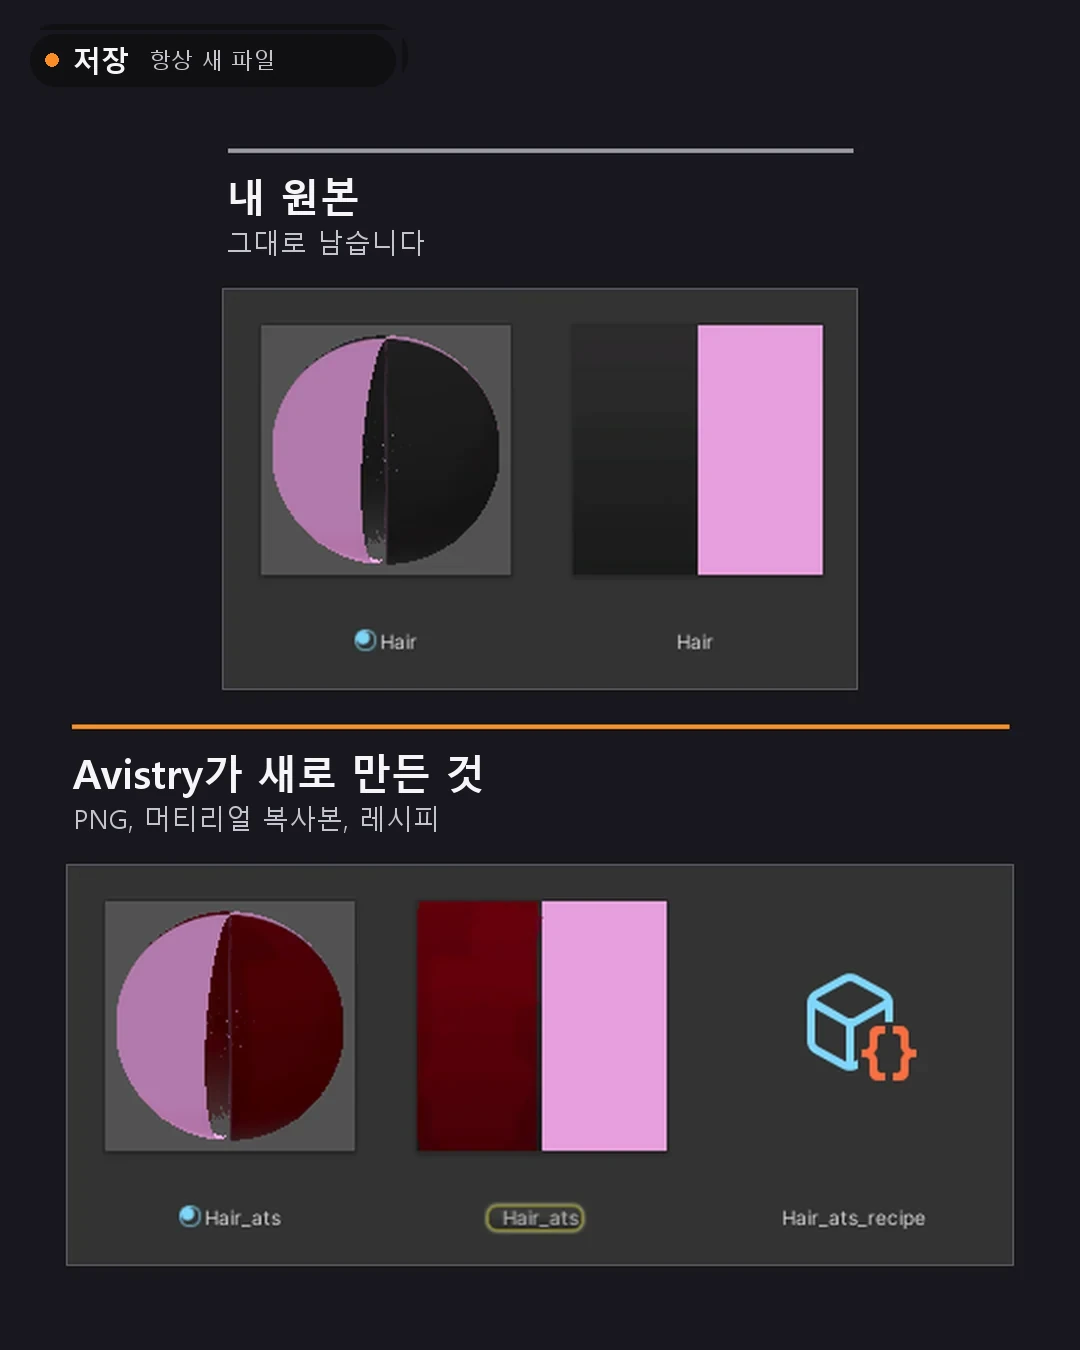 저장 항상 새 파일
내 원본
그대로 남습니다
Hair Hair
Avistry가 새로 만든 것
PNG, 머티리얼 복사본, 레시피
Hair_ats Hair_ats Hair_ats_recipe